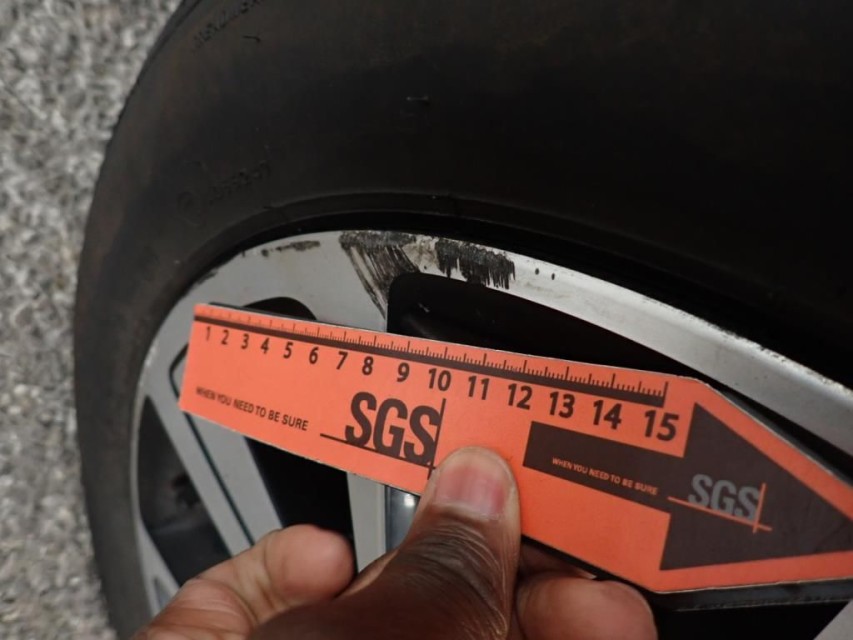 1 2 3 4 5 6 7 8 9 10 11 12 13 14 15
WHEN YOU NEED TO BE SURE
SGS
WHEN YOU NEED TO BE SURE
SGS